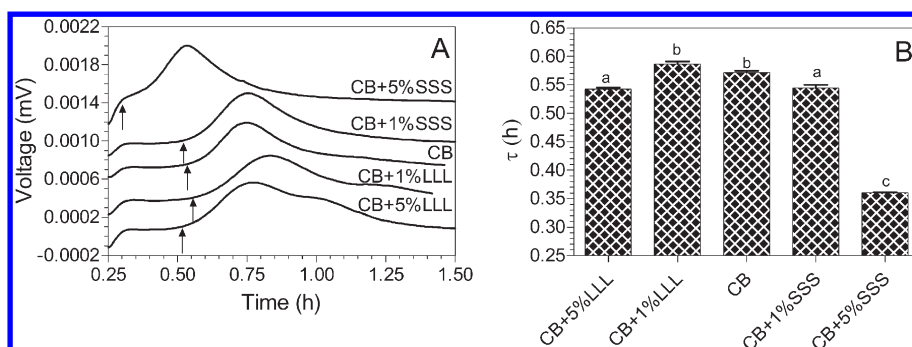 A
Voltage (mV)
0.0022
0.0018
0.0014
0.0010
0.0006
0.0002
-0.0002
CB+5%SSS
CB+1%SSS
CB
CB+1%LLL
CB+5%LLL
0.25 0.50 0.75 1.00 1.25 1.50
Time (h)
B
τ (h)
0.65
0.60
0.55
0.50
0.45
0.40
0.35
0.30
0.25
a b b a c
CB+5%LLL CB+1%LLL CB CB+1%SSS CB+5%SSS